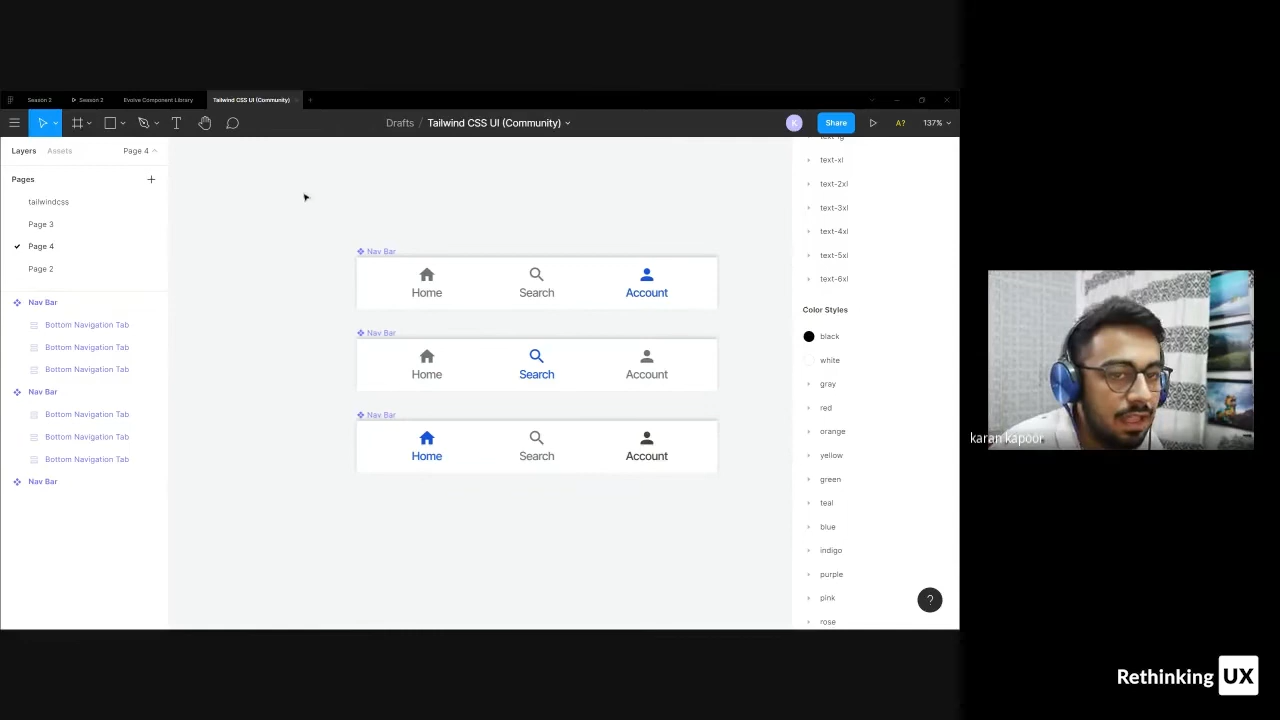 Season 2
Season 2
Evolve Component Library
Tailwind CSS UI (Community)
Drafts / Tailwind CSS UI (Community)
K
Share
A?
137%
Layers
Assets
Page 4
Pages
tailwindcss
Page 3
Page 4
Page 2
Nav Bar
Bottom Navigation Tab
Bottom Navigation Tab
Bottom Navigation Tab
Nav Bar
Bottom Navigation Tab
Bottom Navigation Tab
Bottom Navigation Tab
Nav Bar
Nav Bar
Home
Search
Account
Nav Bar
Home
Search
Account
Nav Bar
Home
Search
Account
text-lg
text-xl
text-2xl
text-3xl
text-4xl
text-5xl
text-6xl
Color Styles
black
white
gray
red
orange
yellow
green
teal
blue
indigo
purple
pink
rose
?
karan kapoor
Rethinking UX